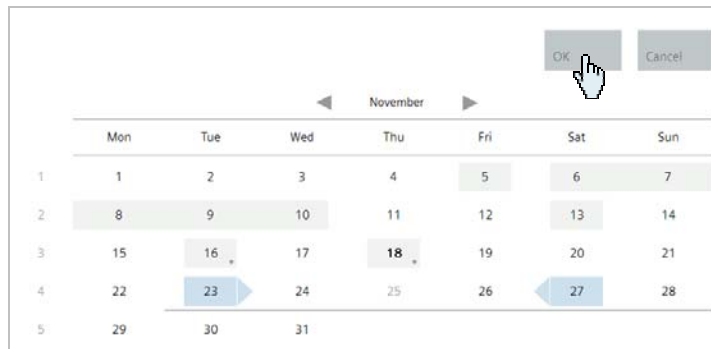 OK Cancel
November
Mon Tue Wed Thu Fri Sat Sun
1 1 2 3 4 5 6 7
2 8 9 10 11 12 13 14
3 15 16 17 18 19 20 21
4 22 23 24 25 26 27 28
5 29 30 31